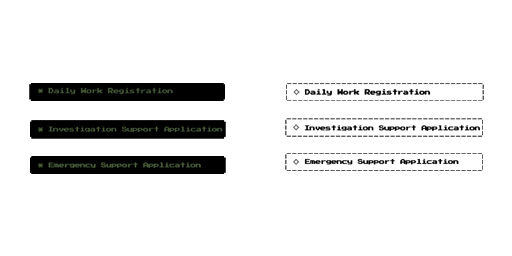 ※ Daily Work Registration
※ Investigation Support Application
※ Emergency Support Application
◇ Daily Work Registration
◇ Investigation Support Application
◇ Emergency Support Application